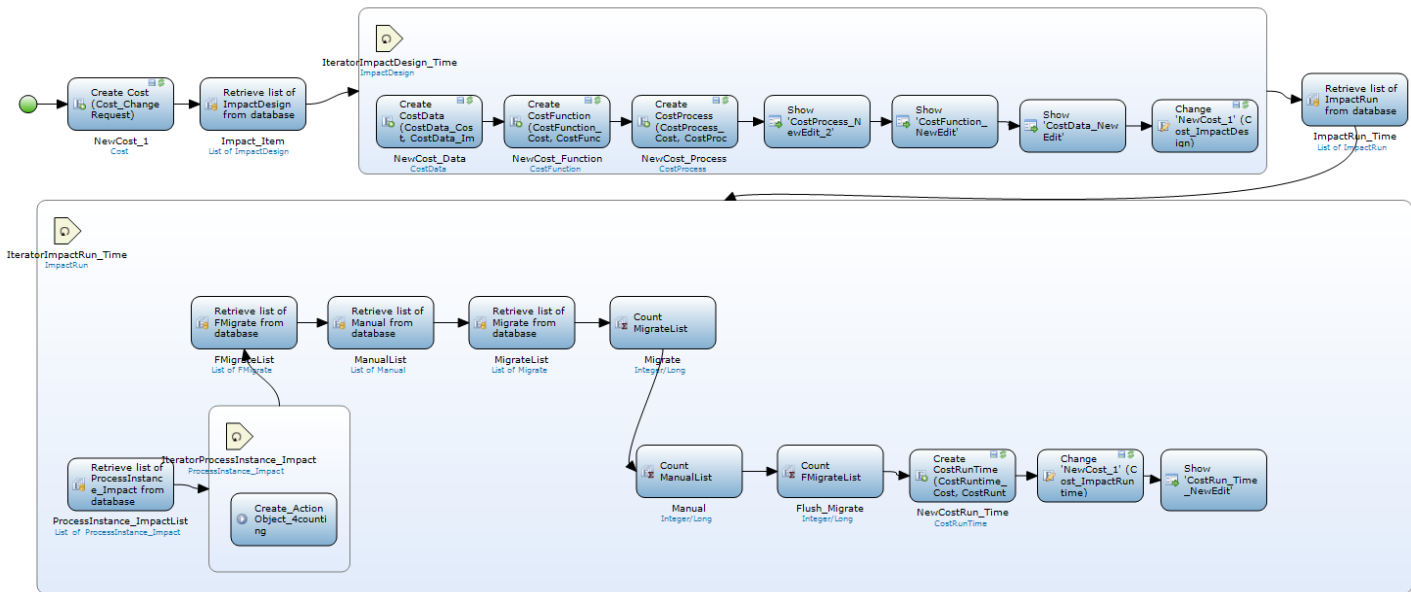 IteratorImpactDesign_Time
ImpactDesign
Create Cost
(Cost_Change
Request)
NewCost_1
Cost
Retrieve list of
ImpactDesign
from database
Impact_Item
List of ImpactDesign
Create
CostData
(CostData_Cos
t, CostData_Im
NewCost_Data
CostData
Create
CostFunction
(CostFunction_
Cost, CostFunc
NewCost_Function
CostFunction
Create
CostProcess
(CostProcess_
Cost, CostProc
NewCost_Process
CostProcess
Show
'CostProcess_N
ewEdit_2'
Show
'CostFunction_
NewEdit'
Show
'CostData_New
Edit'
Change
'NewCost_1' (C
ost_ImpactDes
ign)
Retrieve list of
ImpactRun
from database
ImpactRun_Time
List of ImpactRun
IteratorImpactRun_Time
ImpactRun
Retrieve list of
FMigrate from
database
FMigrateList
List of FMigrate
Retrieve list of
Manual from
database
ManualList
List of Manual
Retrieve list of
Migrate from
database
MigrateList
List of Migrate
Count
MigrateList
Migrate
Integer/Long
Retrieve list of
ProcessInstanc
e_Impact from
database
ProcessInstance_ImpactList
List of ProcessInstance_Impact
IteratorProcessInstance_Impact
ProcessInstance_Impact
Create_Action
Object_4counti
ng
Count
ManualList
Manual
Integer/Long
Count
FMigrateList
Flush_Migrate
Integer/Long
Create
CostRunTime
(CostRuntime_
Cost, CostRunt
NewCostRun_Time
CostRunTime
Change
'NewCost_1' (C
ost_ImpactRun
time)
Show
'CostRun_Time
_NewEdit'